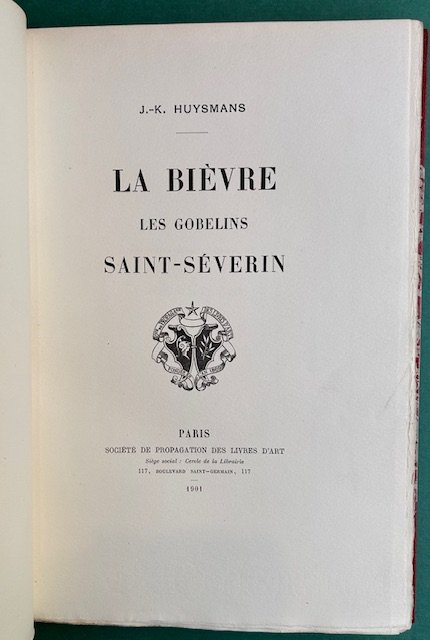 J.-K. HUYSMANS
LA BIÈVRE
LES GOBELINS
SAINT-SÉVERIN
PARIS
SOCIÉTÉ DE PROPAGATION DES LIVRES D'ART
Siège social : Cercle de la Librairie
117, BOULEVARD SAINT-GERMAIN, 117
1901